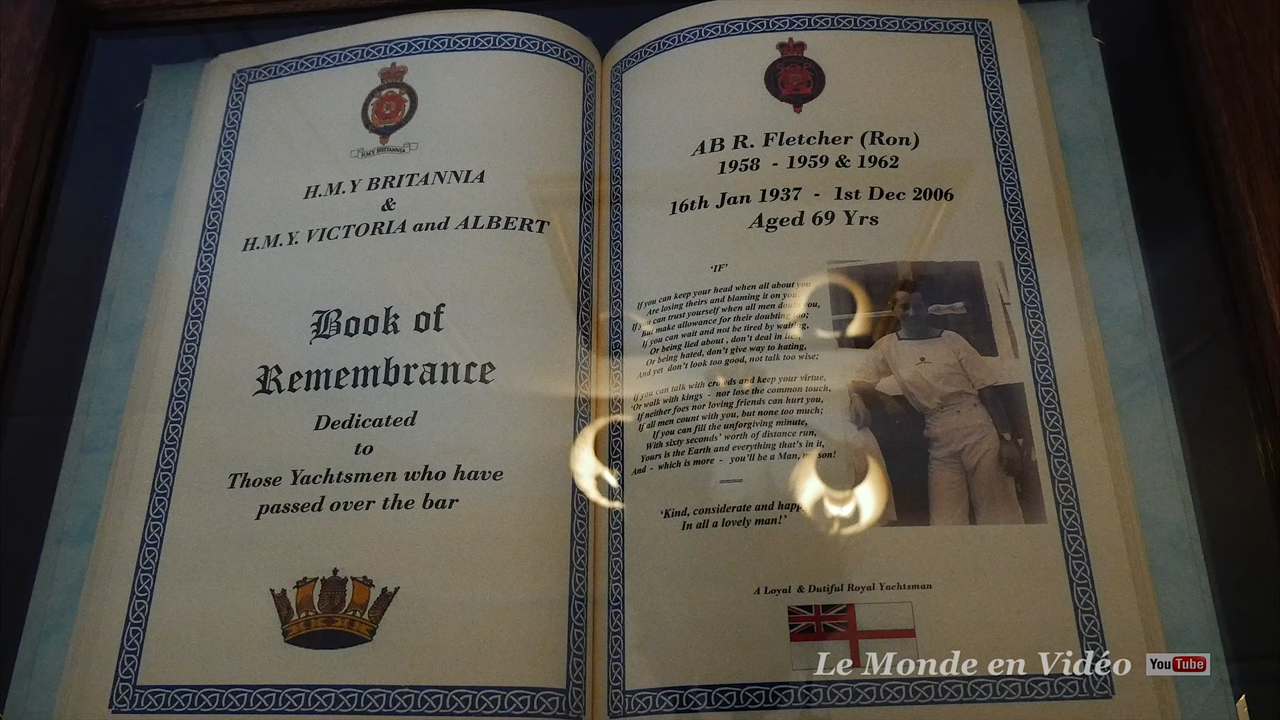 H.M.Y. BRITANNIA
H.M.Y BRITANNIA
&
H.M.Y. VICTORIA and ALBERT
Book of
Remembrance
Dedicated
to
Those Yachtsmen who have
passed over the bar
AB R. Fletcher (Ron)
1958 - 1959 & 1962
16th Jan 1937 - 1st Dec 2006
Aged 69 Yrs
'IF'
If you can keep your head when all about you
Are losing theirs and blaming it on you,
If you can trust yourself when all men doubt you,
But make allowance for their doubting too;
If you can wait and not be tired by waiting,
Or being lied about , don't deal in lies,
Or being hated, don't give way to hating,
And yet don't look too good, not talk too wise;
If you can talk with crowds and keep your virtue,
'Or walk with kings - nor lose the common touch,
If neither foes nor loving friends can hurt you,
If all men count with you, but none too much;
If you can fill the unforgiving minute,
With sixty seconds' worth of distance run,
Yours is the Earth and everything that's in it,
And - which is more - you'll be a Man, my son!
'Kind, considerate and
In all a lovely man!'
A Loyal & Dutiful Royal Yachtsman
Le Monde en Vidéo YouTube